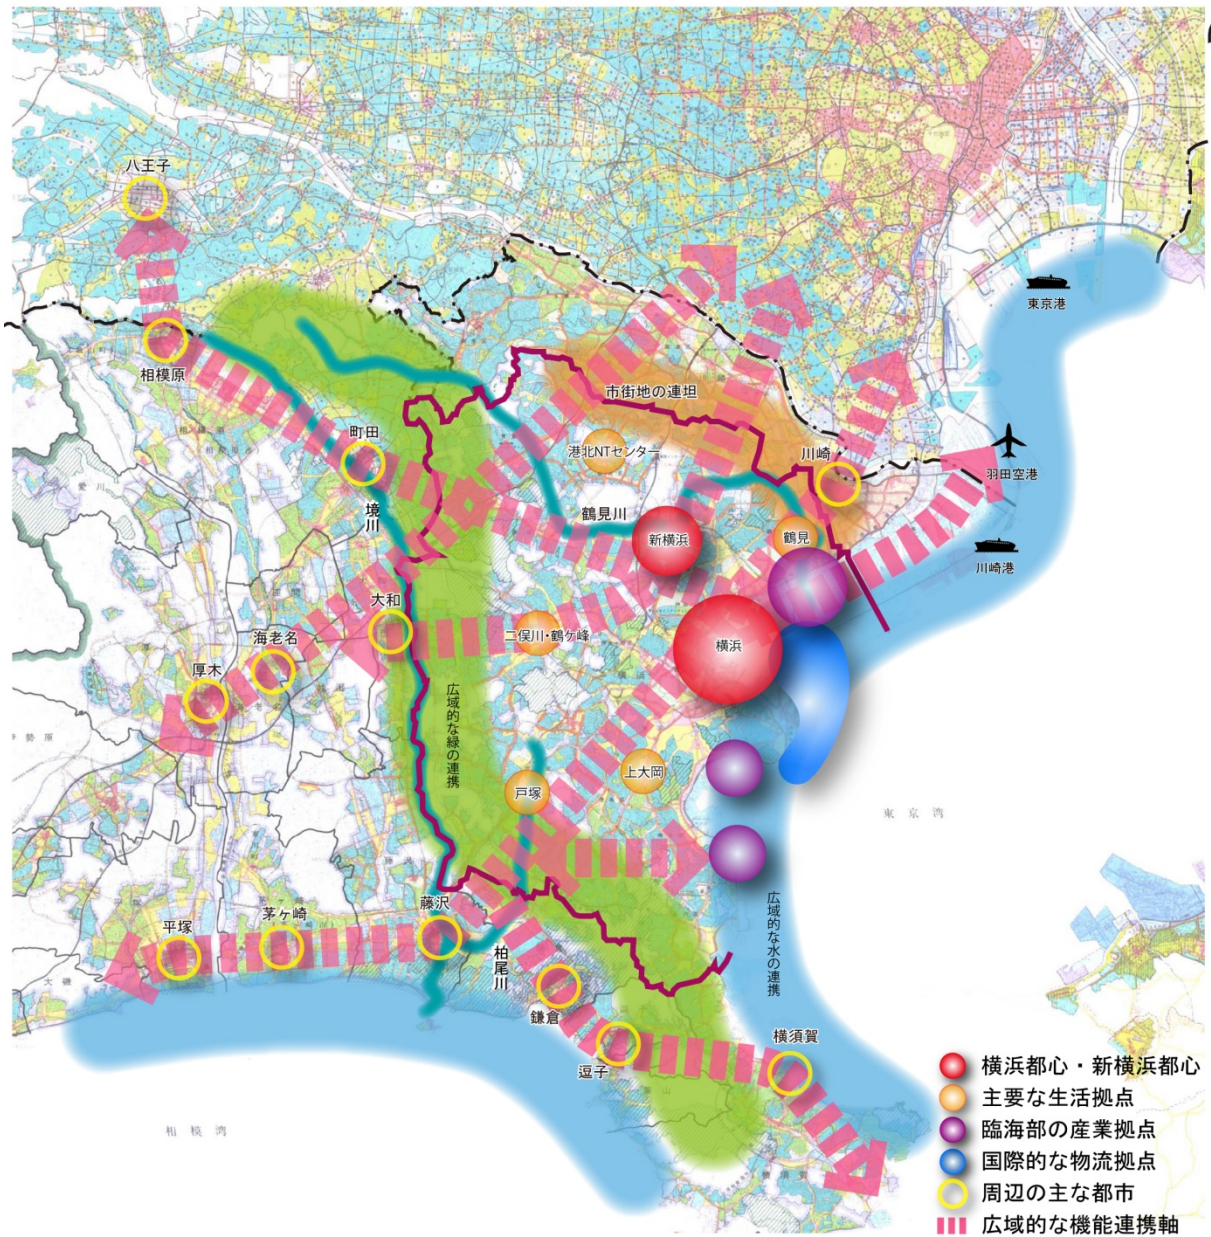 八王子
東京港
相模原
市街地の連坦
町田
港北NTセンター
川崎
羽田空港
境川
鶴見川
新横浜
鶴見
川崎港
大和
海老名
二俣川・鶴ケ峰
横浜
厚木
広域的な緑の連携
上大岡
戸塚
東京湾
広域的な水の連携
藤沢
茅ヶ崎
平塚
柏尾川
大磯
鎌倉
横須賀
逗子
相模湾
横浜都心・新横浜都心
主要な生活拠点
臨海部の産業拠点
国際的な物流拠点
周辺の主な都市
広域的な機能連携軸